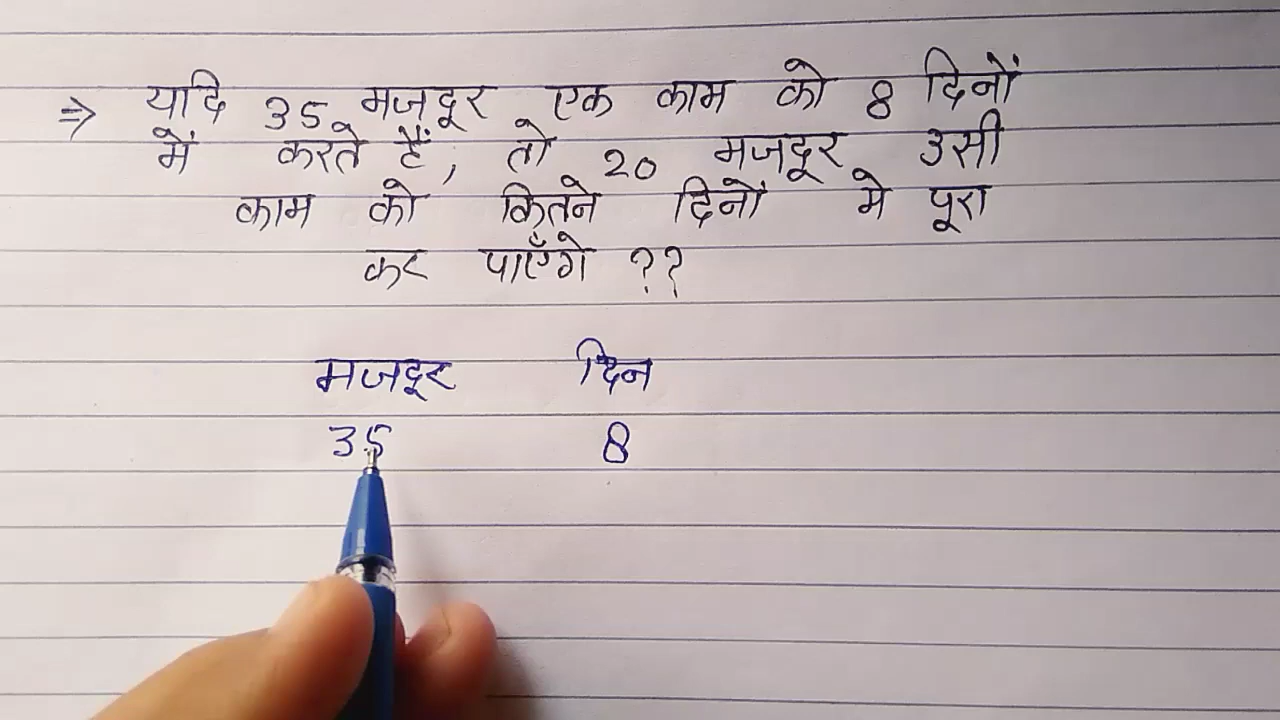 ⇒ यदि 35 मजदूर एक काम को 8 दिनों
में करते हैं, तो 20 मजदूर उसी
काम को कितने दिनों मे पूरा
कर पाएँगे ??
मजदूर दिन
35 8